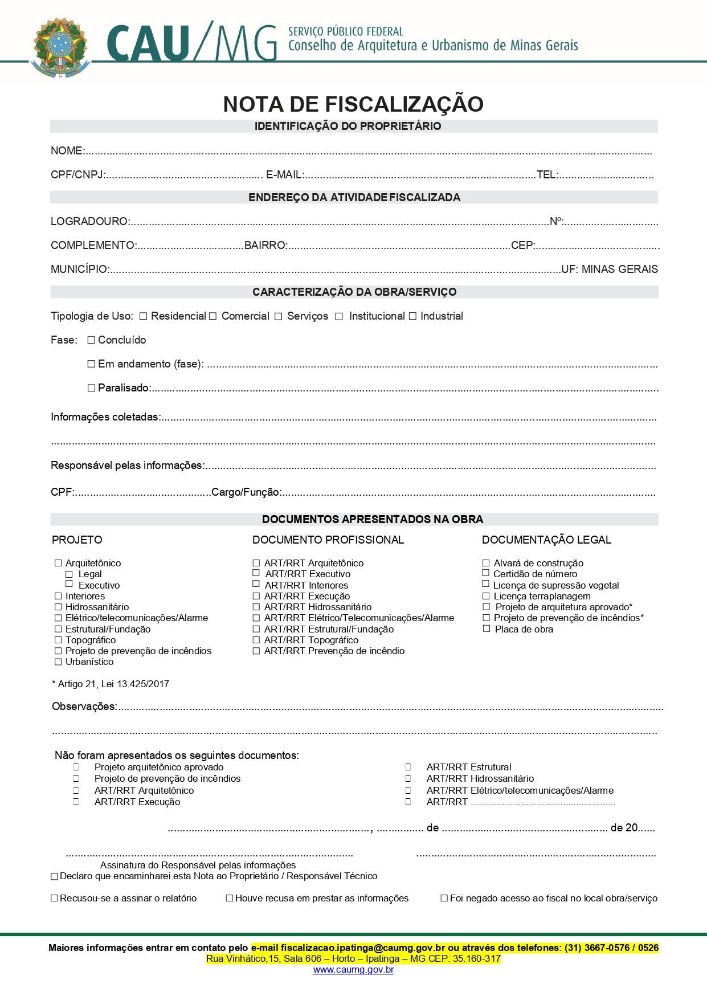 CAU/MG SERVIÇO PÚBLICO FEDERAL
Conselho de Arquitetura e Urbanismo de Minas Gerais
NOTA DE FISCALIZAÇÃO
IDENTIFICAÇÃO DO PROPRIETÁRIO
NOME:................................................................
CPF/CNPJ:.................................................... E-MAIL:..............................................................................TEL:................................
ENDEREÇO DA ATIVIDADE FISCALIZADA
LOGRADOURO:................................................................Nº:................................
COMPLEMENTO:....................................BAIRRO:...........................................................................CEP:..........................................
MUNICÍPIO:................................................................UF: MINAS GERAIS
CARACTERIZAÇÃO DA OBRA/SERVIÇO
Tipologia de Uso: ☐ Residencial ☐ Comercial ☐ Serviços ☐ Institucional ☐ Industrial
Fase: ☐ Concluído
☐ Em andamento (fase): ................................................................
☐ Paralisado:................................................................
Informações coletadas:................................................................
................................................................
Responsável pelas informações:................................................................
CPF:..............................................Cargo/Função:................................................................
DOCUMENTOS APRESENTADOS NA OBRA
PROJETO DOCUMENTO PROFISSIONAL DOCUMENTAÇÃO LEGAL
☐ Arquitetônico ☐ ART/RRT Arquitetônico ☐ Alvará de construção
☐ Legal ☐ ART/RRT Executivo ☐ Certidão de número
☐ Executivo ☐ ART/RRT Interiores ☐ Licença de supressão vegetal
☐ Interiores ☐ ART/RRT Execução ☐ Licença terraplanagem
☐ Hidrossanitário ☐ ART/RRT Hidrossanitário ☐ Projeto de arquitetura aprovado*
☐ Elétrico/telecomunicações/Alarme ☐ ART/RRT Elétrico/Telecomunicações/Alarme ☐ Projeto de prevenção de incêndios*
☐ Estrutural/Fundação ☐ ART/RRT Estrutural/Fundação ☐ Placa de obra
☐ Topográfico ☐ ART/RRT Topográfico
☐ Projeto de prevenção de incêndios ☐ ART/RRT Prevenção de incêndio
☐ Urbanístico
* Artigo 21, Lei 13.425/2017
Observações:................................................................
................................................................
Não foram apresentados os seguintes documentos:
☐ Projeto arquitetônico aprovado ☐ ART/RRT Estrutural
☐ Projeto de prevenção de incêndios ☐ ART/RRT Hidrossanitário
☐ ART/RRT Arquitetônico ☐ ART/RRT Elétrico/telecomunicações/Alarme
☐ ART/RRT Execução ☐ ART/RRT .......................................................
...................................................................., ................ de ........................................................ de 20......
................................................................ ................................................................
Assinatura do Responsável pelas informações
☐ Declaro que encaminharei esta Nota ao Proprietário / Responsável Técnico
☐ Recusou-se a assinar o relatório ☐ Houve recusa em prestar as informações ☐ Foi negado acesso ao fiscal no local obra/serviço
Maiores informações entrar em contato pelo e-mail fiscalizacao.ipatinga@caumg.gov.br ou através dos telefones: (31) 3667-0576 / 0526
Rua Vinhático,15, Sala 606 – Horto – Ipatinga – MG CEP: 35.160-317
www.caumg.gov.br